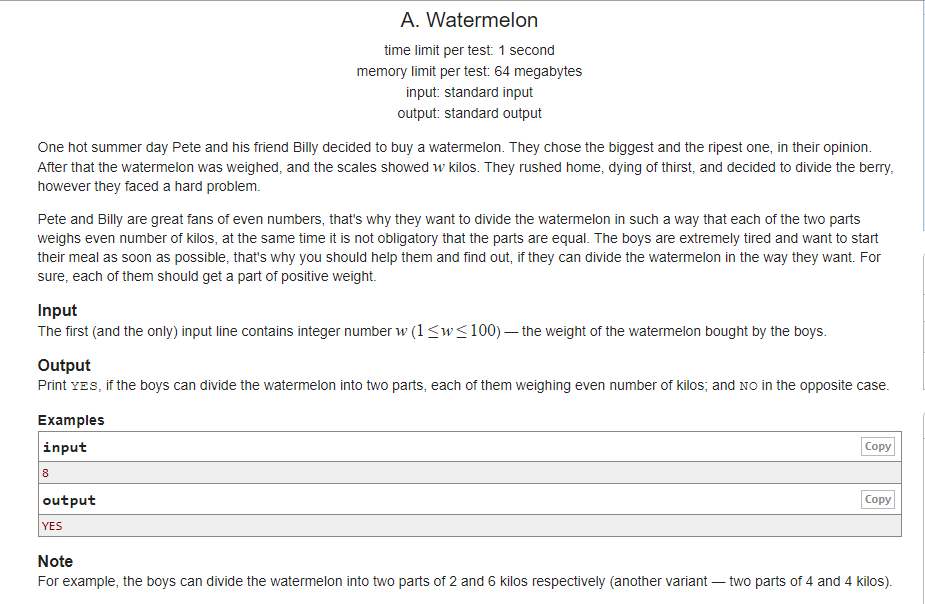 A. Watermelon
time limit per test: 1 second
memory limit per test: 64 megabytes
input: standard input
output: standard output
One hot summer day Pete and his friend Billy decided to buy a watermelon. They chose the biggest and the ripest one, in their opinion.
After that the watermelon was weighed, and the scales showed w kilos. They rushed home, dying of thirst, and decided to divide the berry,
however they faced a hard problem.
Pete and Billy are great fans of even numbers, that's why they want to divide the watermelon in such a way that each of the two parts
weighs even number of kilos, at the same time it is not obligatory that the parts are equal. The boys are extremely tired and want to start
their meal as soon as possible, that's why you should help them and find out, if they can divide the watermelon in the way they want. For
sure, each of them should get a part of positive weight.
Input
The first (and the only) input line contains integer number w (1 ≤ w ≤ 100) — the weight of the watermelon bought by the boys.
Output
Print YES, if the boys can divide the watermelon into two parts, each of them weighing even number of kilos; and NO in the opposite case.
Examples
input Copy
8
output Copy
YES
Note
For example, the boys can divide the watermelon into two parts of 2 and 6 kilos respectively (another variant — two parts of 4 and 4 kilos).